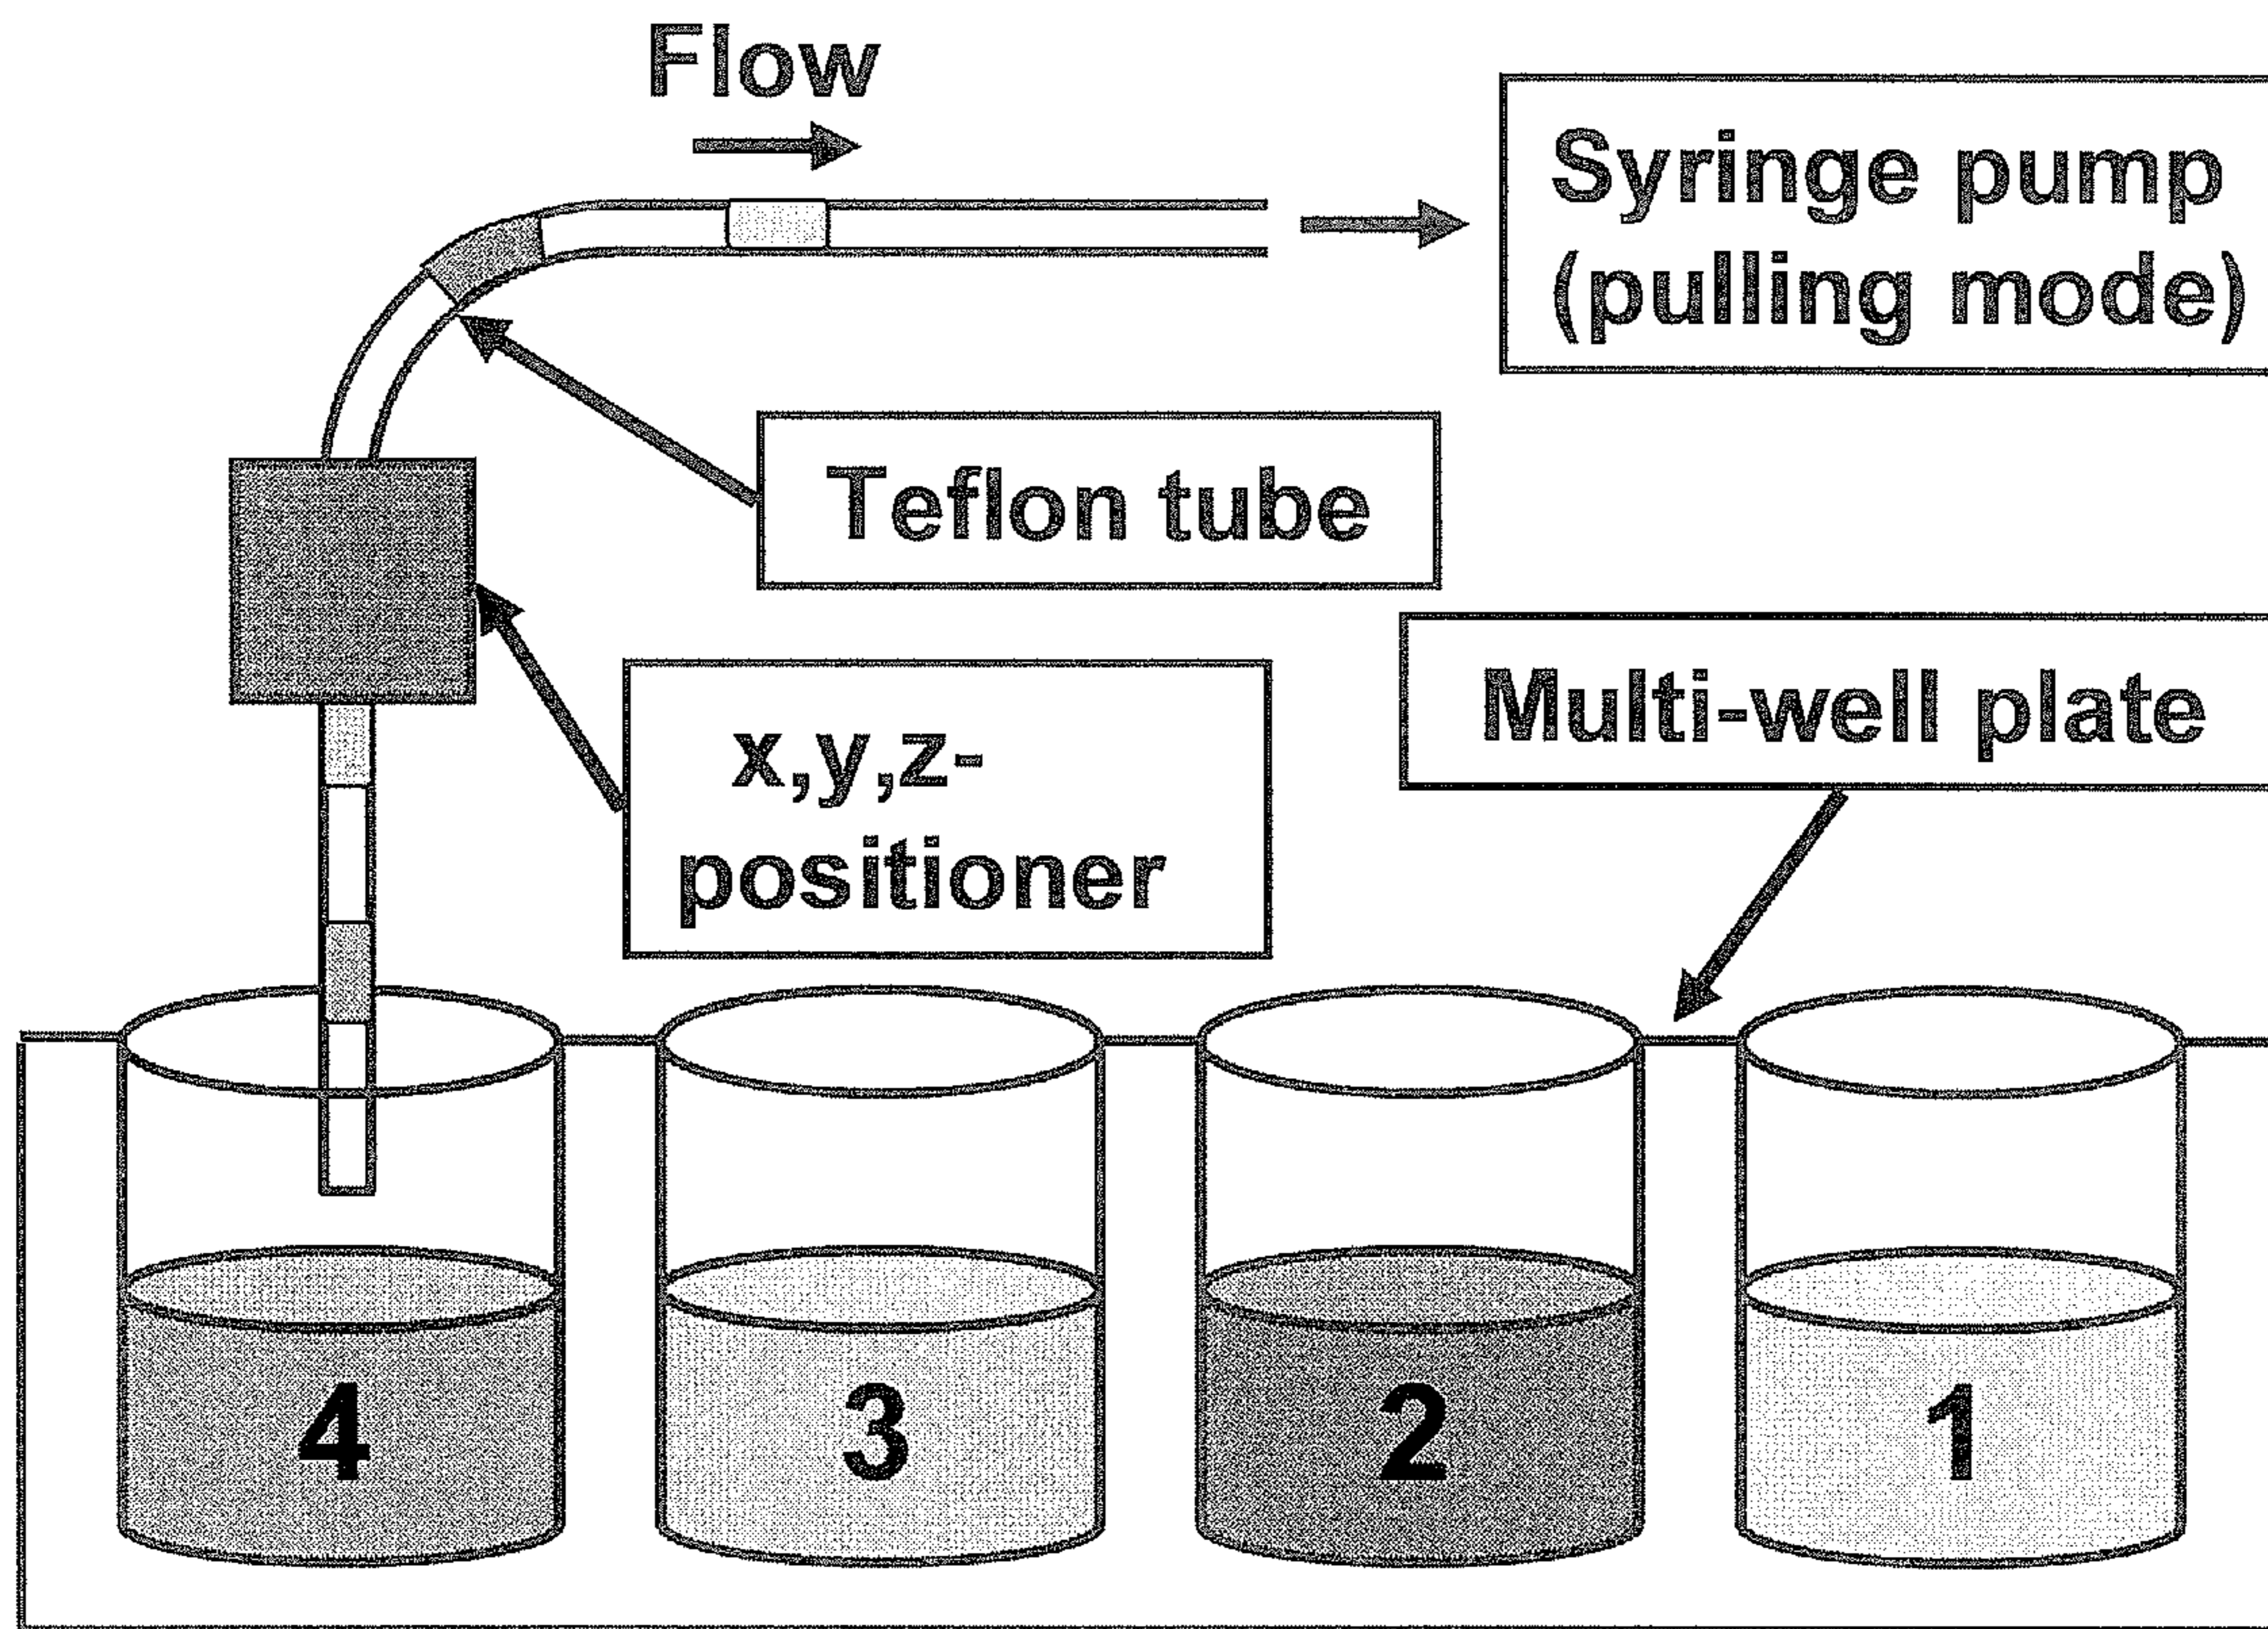 Flow
Syringe pump
(pulling mode)
Teflon tube
Multi-well plate
x,y,z-
positioner
4
3
2
1